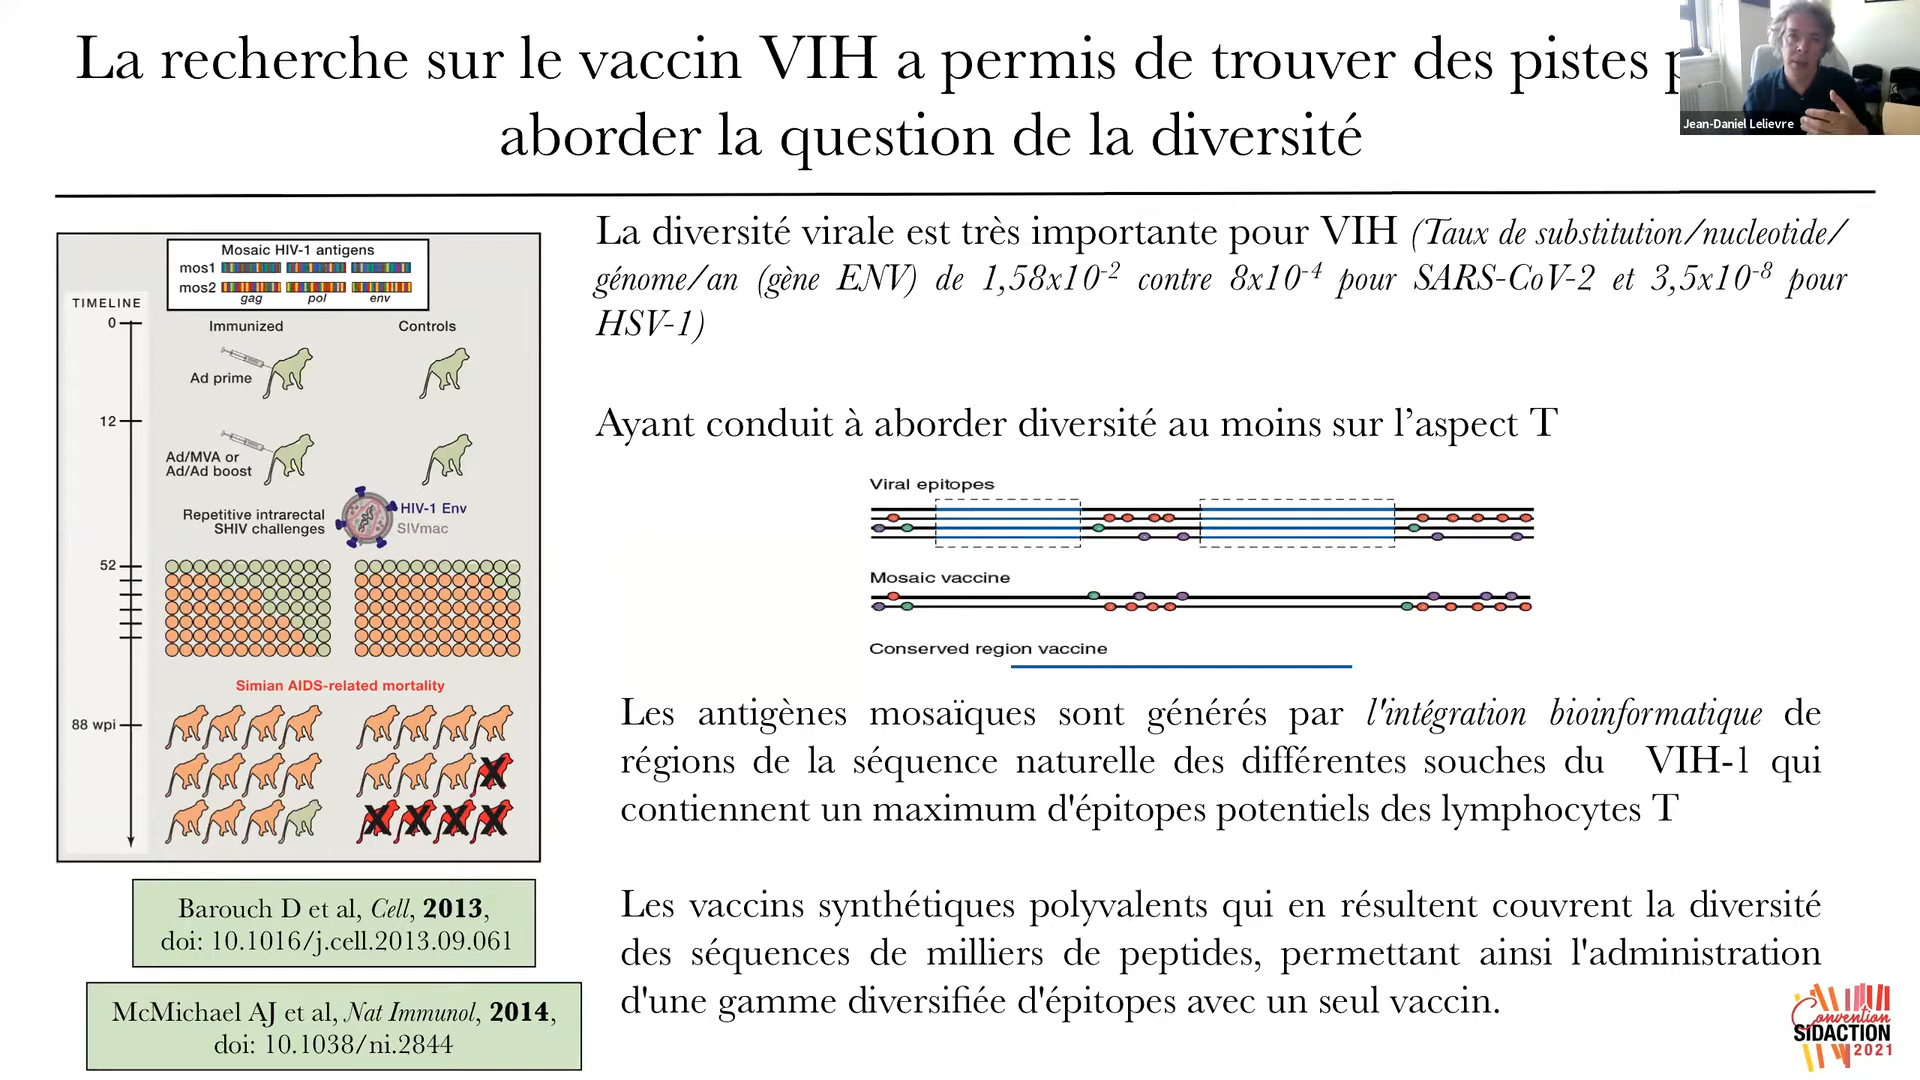 La recherche sur le vaccin VIH a permis de trouver des pistes
aborder la question de la diversité
Jean-Daniel Lelievre
La diversité virale est très importante pour VIH (Taux de substitution/nucleotide/
génome/an (gène ENV) de 1,58x10⁻² contre 8x10⁻⁴ pour SARS-CoV-2 et 3,5x10⁻⁸ pour
HSV-1)
Ayant conduit à aborder diversité au moins sur l’aspect T
Viral epitopes
Mosaic vaccine
Conserved region vaccine
Les antigènes mosaïques sont générés par l'intégration bioinformatique de
régions de la séquence naturelle des différentes souches du VIH-1 qui
contiennent un maximum d'épitopes potentiels des lymphocytes T
Les vaccins synthétiques polyvalents qui en résultent couvrent la diversité
des séquences de milliers de peptides, permettant ainsi l'administration
d'une gamme diversifiée d'épitopes avec un seul vaccin.
Mosaic HIV-1 antigens
mos1
mos2
gag pol env
TIMELINE
0
Immunized Controls
Ad prime
12
Ad/MVA or
Ad/Ad boost
Repetitive intrarectal
SHIV challenges
HIV-1 Env
SIVmac
52
Simian AIDS-related mortality
88 wpi
Barouch D et al, Cell, 2013,
doi: 10.1016/j.cell.2013.09.061
McMichael AJ et al, Nat Immunol, 2014,
doi: 10.1038/ni.2844
Convention
SIDACTION
2021